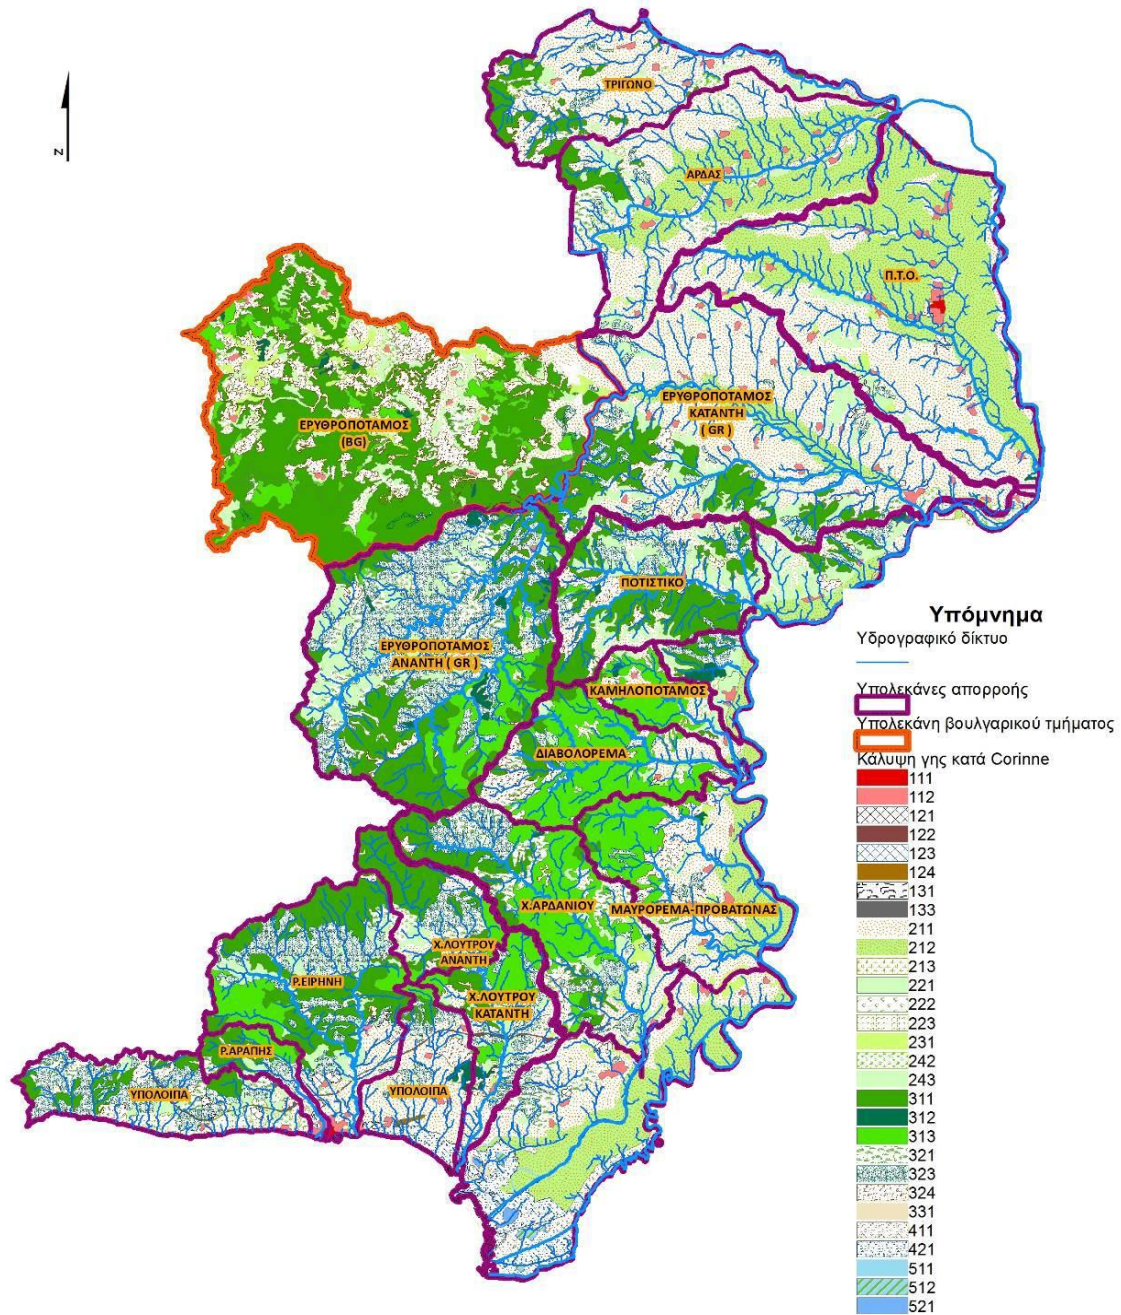 ΤΡΙΓΩΝΟ
N
ΑΡΔΑΣ
Π.Τ.Ο.
ΕΡΥΘΡΟΠΟΤΑΜΟΣ
ΚΑΤΑΝΤΗ
( GR )
ΕΡΥΘΡΟΠΟΤΑΜΟΣ
(BG)
ΠΟΤΙΣΤΙΚΟ
ΕΡΥΘΡΟΠΟΤΑΜΟΣ
ΑΝΑΝΤΗ ( GR )
ΚΑΜΗΛΟΠΟΤΑΜΟΣ
ΔΙΑΒΟΛΟΡΕΜΑ
Χ.ΑΡΔΑΝΙΟΥ
ΜΑΥΡΟΡΕΜΑ-ΠΡΟΒΑΤΩΝΑΣ
Χ.ΛΟΥΤΡΟΥ
ΑΝΑΝΤΗ
Ρ.ΕΙΡΗΝΗ
Χ.ΛΟΥΤΡΟΥ
ΚΑΤΑΝΤΗ
Ρ.ΑΡΑΠΗΣ
ΥΠΟΛΟΙΠΑ
ΥΠΟΛΟΙΠΑ
Υπόμνημα
Υδρογραφικό δίκτυο
Υπολεκάνες απορροής
Υπολεκάνη βουλγαρικού τμήματος
Κάλυψη γης κατά Corinne
111
112
121
122
123
124
131
133
211
212
213
221
222
223
231
242
243
311
312
313
321
323
324
331
411
421
511
512
521